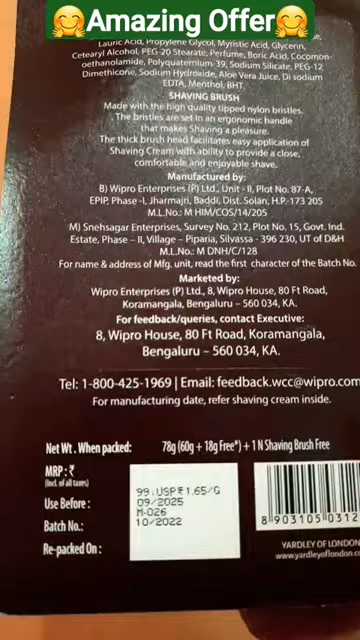 🤗Amazing Offer🤗
Lauric Acid, Propylene Glycol, Myristic Acid, Glycerin,
Cetearyl Alcohol, PEG-20 Stearate, Perfume, Boric Acid, Cocomon-
oethanolamide, Polyquaternium-39, Sodium Silicate, PEG-12
Dimethicone, Sodium Hydroxide, Aloe Vera Juice, Di sodium
EDTA, Menthol, BHT.
SHAVING BRUSH
Made with the high quality tipped nylon bristles.
The bristles are set in an ergonomic handle
that makes Shaving a pleasure.
The thick brush head facilitates easy application of
Shaving Cream with ability to provide a close,
comfortable and enjoyable shave.
Manufactured by:
B) Wipro Enterprises (P) Ltd., Unit - II, Plot No. 87-A,
EPIP, Phase -I, Jharmajri, Baddi, Dist. Solan, H.P.-173 205
M.L.No.: M HIM/COS/14/205
M) Snehsagar Enterprises, Survey No. 212, Plot No. 15, Govt. Ind.
Estate, Phase – II, Village – Piparia, Silvassa - 396 230, UT of D&H
M.L.No.: M DNH/C/128
For name & address of Mfg. unit, read the first character of the Batch No.
Marketed by:
Wipro Enterprises (P) Ltd., 8, Wipro House, 80 Ft Road,
Koramangala, Bengaluru – 560 034, KA.
For feedback/queries, contact Executive:
8, Wipro House, 80 Ft Road, Koramangala,
Bengaluru – 560 034, KA.
Tel: 1-800-425-1969 | Email: feedback.wcc@wipro.com
For manufacturing date, refer shaving cream inside.
Net Wt. When packed: 78g (60g + 18g Free*) + 1 N Shaving Brush Free
MRP : ₹ 99.USP₹1.65/G
(Incl. of all taxes)
Use Before : 09/2025
Batch No.: M-026
Re-packed On : 10/2022
8 903105 0312
YARDLEY OF LONDON
www.yardleyoflondon.co